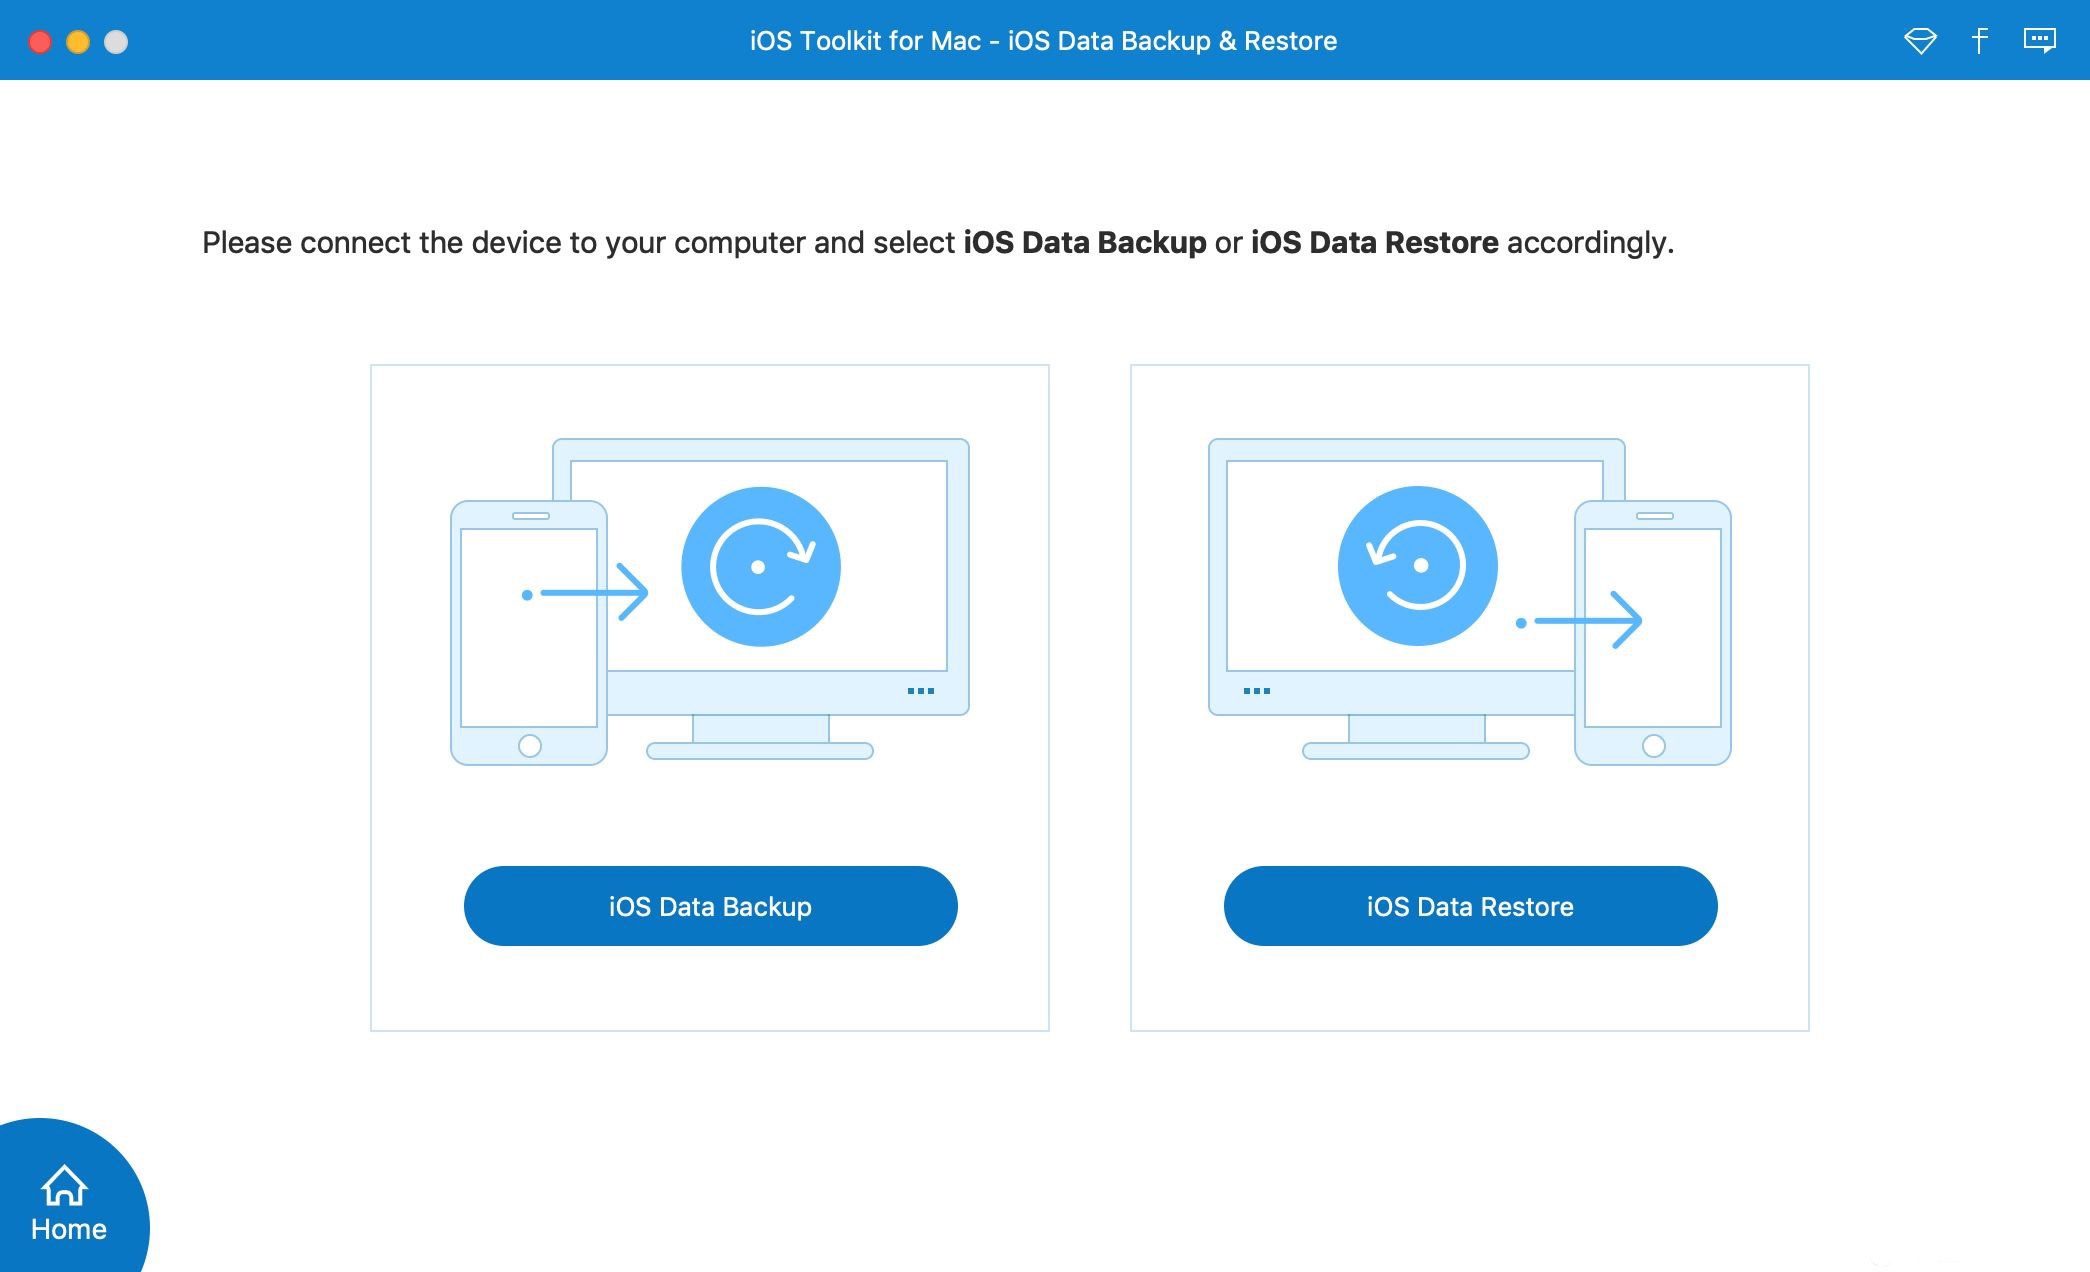 iOS Toolkit for Mac - iOS Data Backup & Restore
Please connect the device to your computer and select iOS Data Backup or iOS Data Restore accordingly.
iOS Data Backup
iOS Data Restore
Home